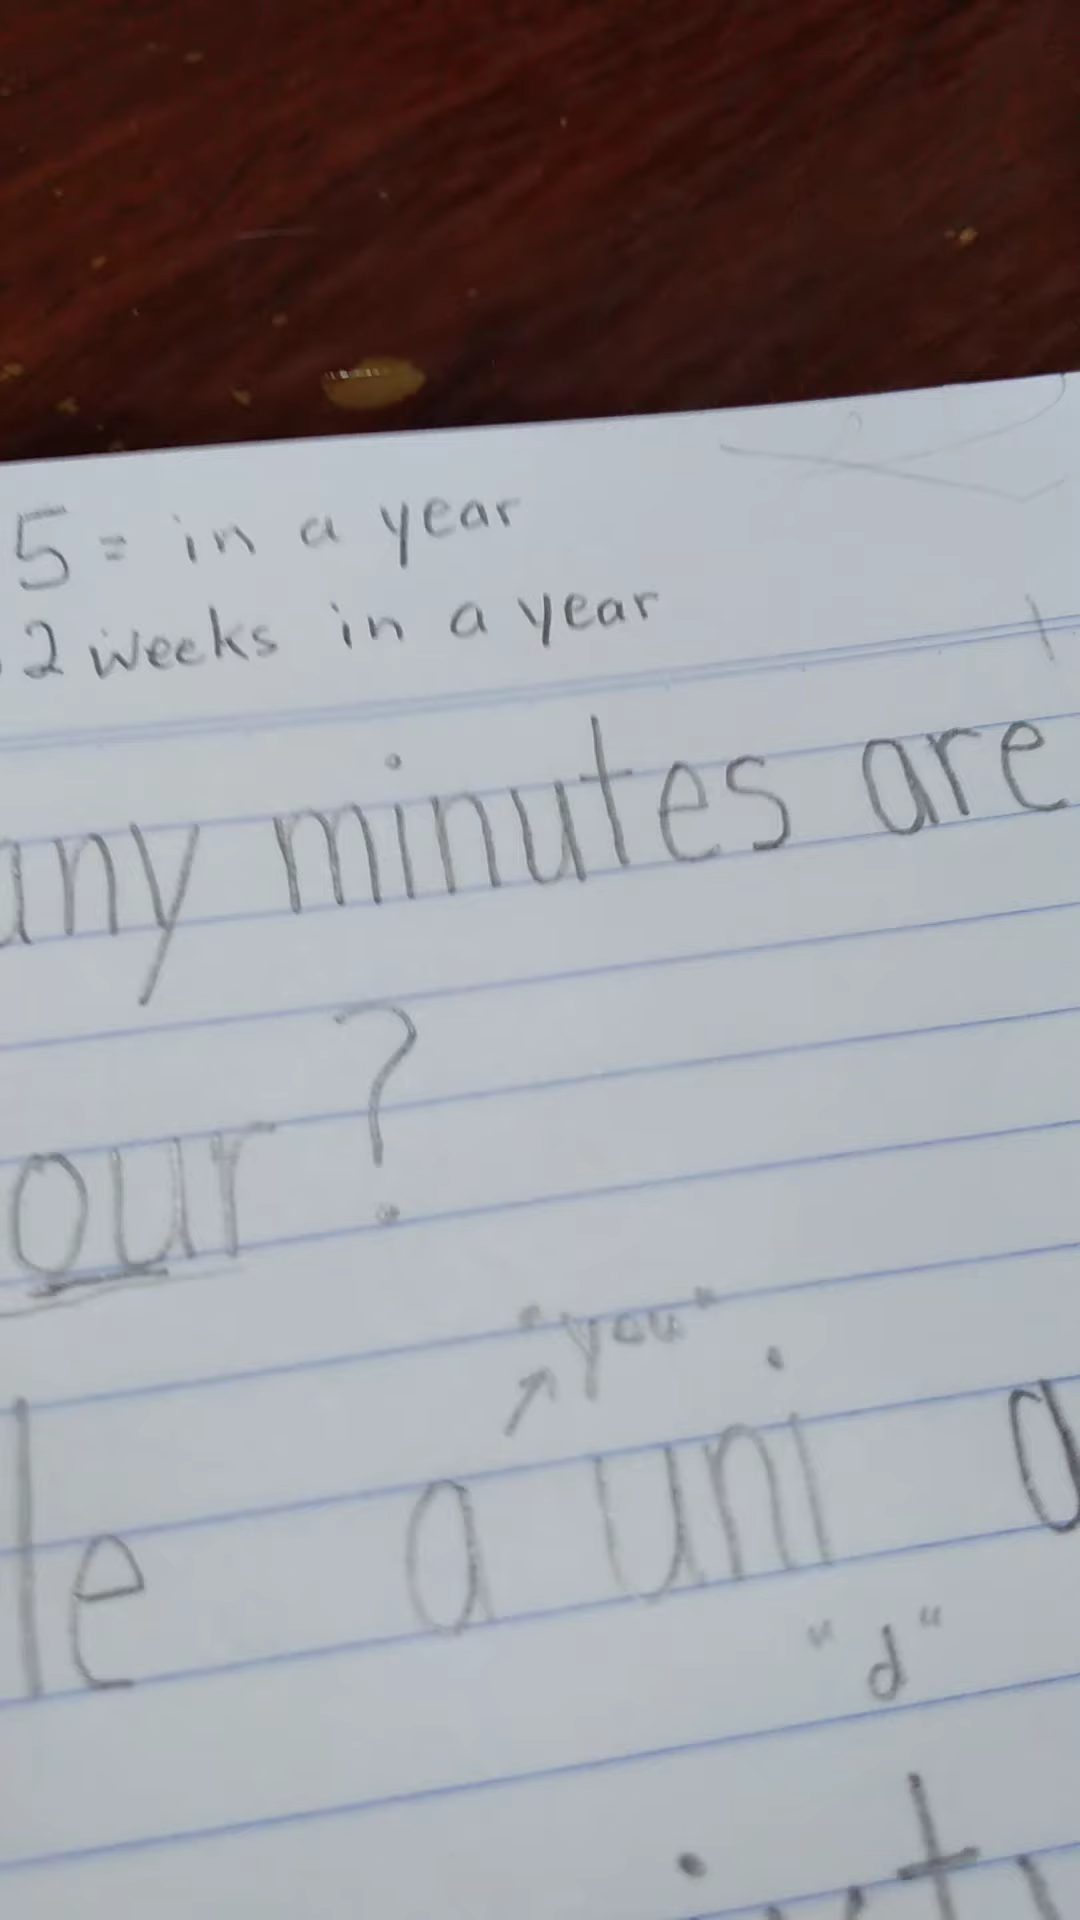 5 = in a year
2 weeks in a year
any minutes are
our?
"you"
le a uni
"d"